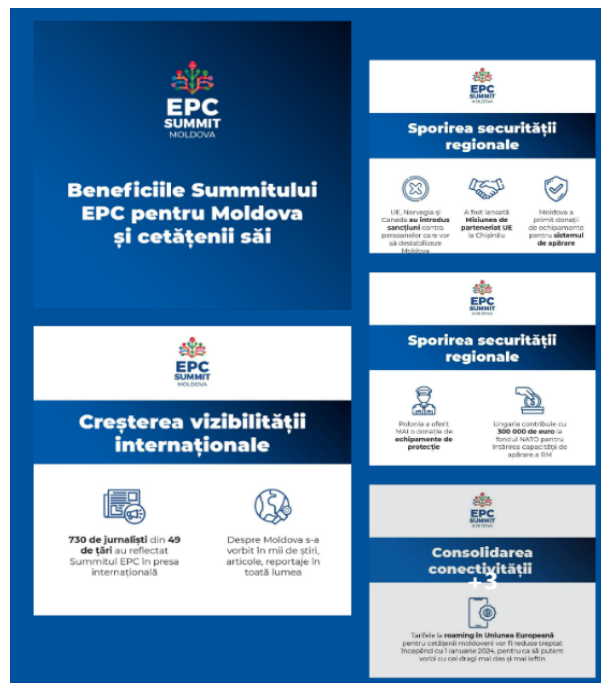 EPC
SUMMIT
MOLDOVA
Beneficiile Summitului
EPC pentru Moldova
și cetățenii săi
EPC
SUMMIT
MOLDOVA
Creșterea vizibilității
internaționale
730 de jurnaliști din 49
de țări au reflectat
Summitul EPC în presa
internațională
Despre Moldova s-a
vorbit în mii de știri,
articole, reportaje în
toată lumea
EPC
SUMMIT
MOLDOVA
Sporirea securității
regionale
UE, Norvegia și
Canada au introdus
sancțiuni contra
persoanelor care vor
să destabilizeze
Moldova
A fost lansată
Misiunea de
parteneriat UE
la Chișinău
Moldova a
primit donații
de echipamente
pentru sistemul
de apărare
EPC
SUMMIT
MOLDOVA
Sporirea securității
regionale
Polonia a oferit
MAI o donație de
echipamente de
protecție
Ungaria contribuie cu
300 000 de euro la
fondul NATO pentru
întărirea capacității de
apărare a RM
EPC
SUMMIT
MOLDOVA
Consolidarea
conectivității
+3
Tarifele la roaming în Uniunea Europeană
pentru cetățenii moldoveni vor fi reduse treptat
începând cu 1 ianuarie 2024, pentru ca să putem
vorbi cu cei dragi mai des și mai ieftin